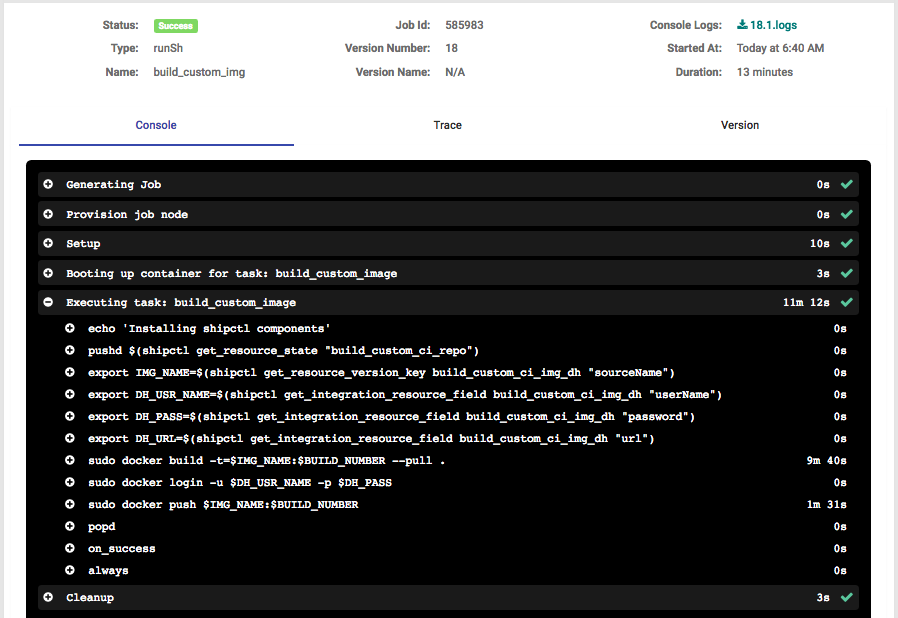 Status: Success Job Id: 585983 Console Logs: 18.1.logs
Type: runSh Version Number: 18 Started At: Today at 6:40 AM
Name: build_custom_img Version Name: N/A Duration: 13 minutes
Console Trace Version
Generating Job 0s
Provision job node 0s
Setup 10s
Booting up container for task: build_custom_image 3s
Executing task: build_custom_image 11m 12s
echo 'Installing shipctl components' 0s
pushd $(shipctl get_resource_state "build_custom_ci_repo") 0s
export IMG_NAME=$(shipctl get_resource_version_key build_custom_ci_img_dh "sourceName") 0s
export DH_USR_NAME=$(shipctl get_integration_resource_field build_custom_ci_img_dh "userName") 0s
export DH_PASS=$(shipctl get_integration_resource_field build_custom_ci_img_dh "password") 0s
export DH_URL=$(shipctl get_integration_resource_field build_custom_ci_img_dh "url") 0s
sudo docker build -t=$IMG_NAME:$BUILD_NUMBER --pull . 9m 40s
sudo docker login -u $DH_USR_NAME -p $DH_PASS 0s
sudo docker push $IMG_NAME:$BUILD_NUMBER 1m 31s
popd 0s
on_success 0s
always 0s
Cleanup 3s